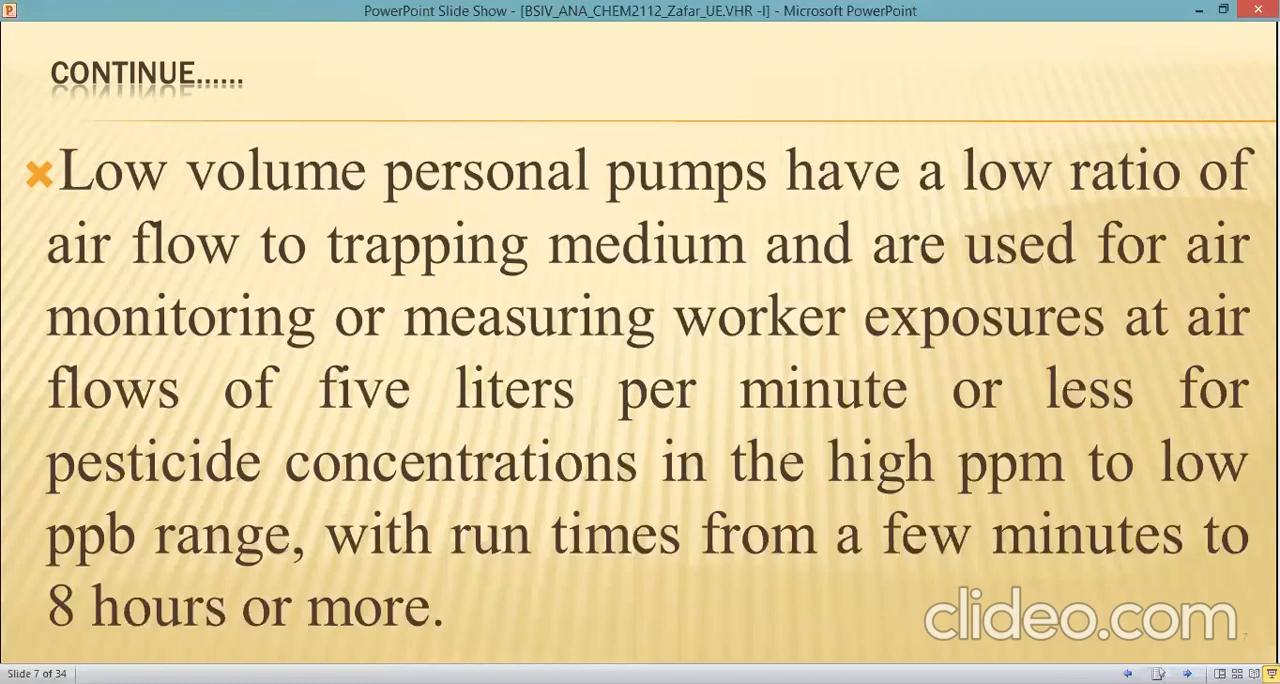 PowerPoint Slide Show - [BSIV_ANA_CHEM2112_Zafar_UE.VHR -I] - Microsoft PowerPoint
CONTINUE......
Low volume personal pumps have a low ratio of
air flow to trapping medium and are used for air
monitoring or measuring worker exposures at air
flows of five liters per minute or less for
pesticide concentrations in the high ppm to low
ppb range, with run times from a few minutes to
8 hours or more.
clideo.com
7
Slide 7 of 34